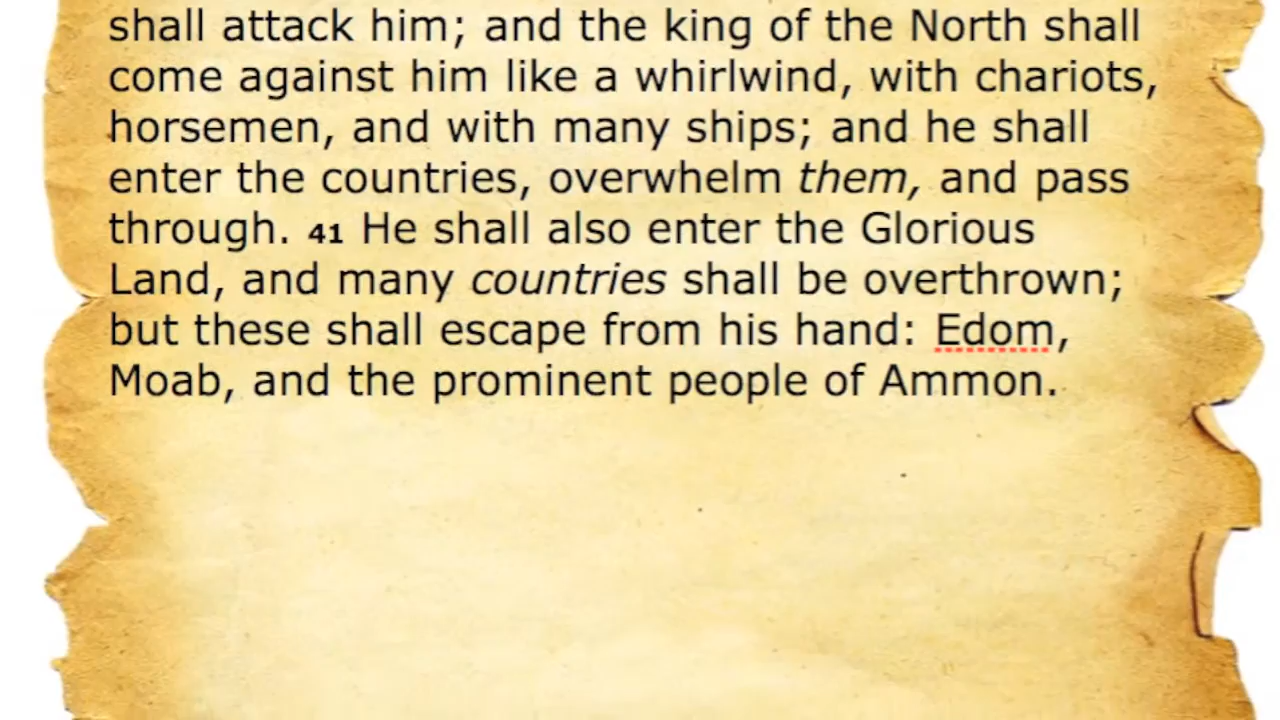 shall attack him; and the king of the North shall
come against him like a whirlwind, with chariots,
horsemen, and with many ships; and he shall
enter the countries, overwhelm them, and pass
through. 41 He shall also enter the Glorious
Land, and many countries shall be overthrown;
but these shall escape from his hand: Edom,
Moab, and the prominent people of Ammon.